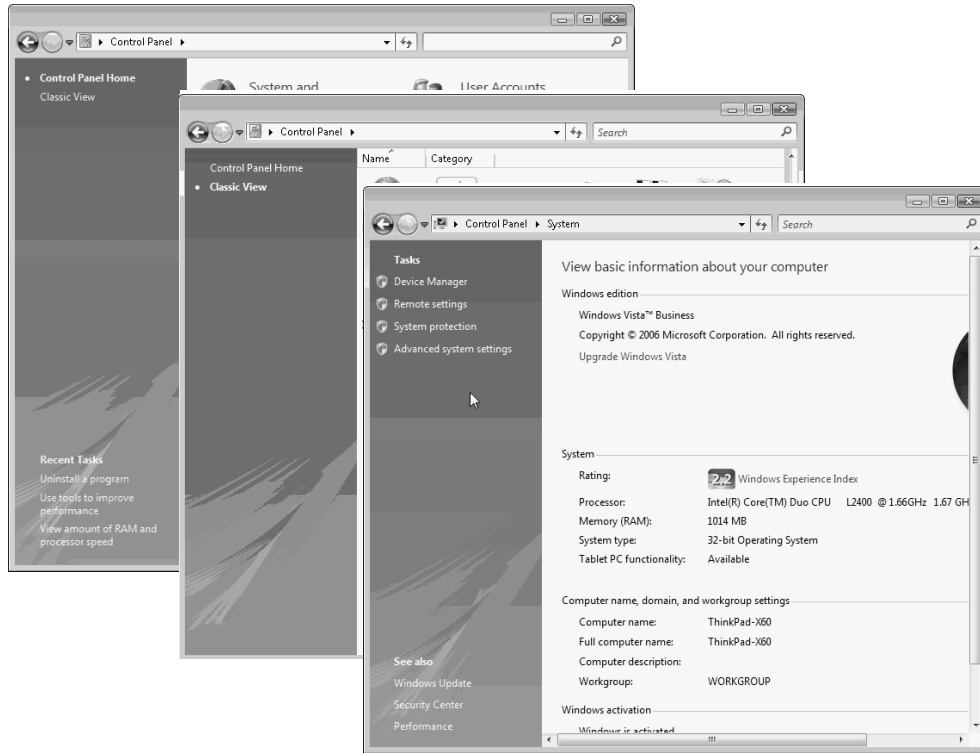 Control Panel
Control Panel Home
Classic View
System and
User Accounts
Recent Tasks
Uninstall a program
Use tools to improve
performance
View amount of RAM and
processor speed
Control Panel
Search
Control Panel Home
Classic View
Name
Category
Control Panel
System
Search
Tasks
Device Manager
Remote settings
System protection
Advanced system settings
See also
Windows Update
Security Center
Performance
View basic information about your computer
Windows edition
Windows Vista™ Business
Copyright © 2006 Microsoft Corporation. All rights reserved.
Upgrade Windows Vista
System
Rating:
2,2 Windows Experience Index
Processor: Intel(R) Core(TM) Duo CPU L2400 @ 1.66GHz 1.67 GH
Memory (RAM): 1014 MB
System type: 32-bit Operating System
Tablet PC functionality: Available
Computer name, domain, and workgroup settings
Computer name: ThinkPad-X60
Full computer name: ThinkPad-X60
Computer description:
Workgroup: WORKGROUP
Windows activation
Windows is activated